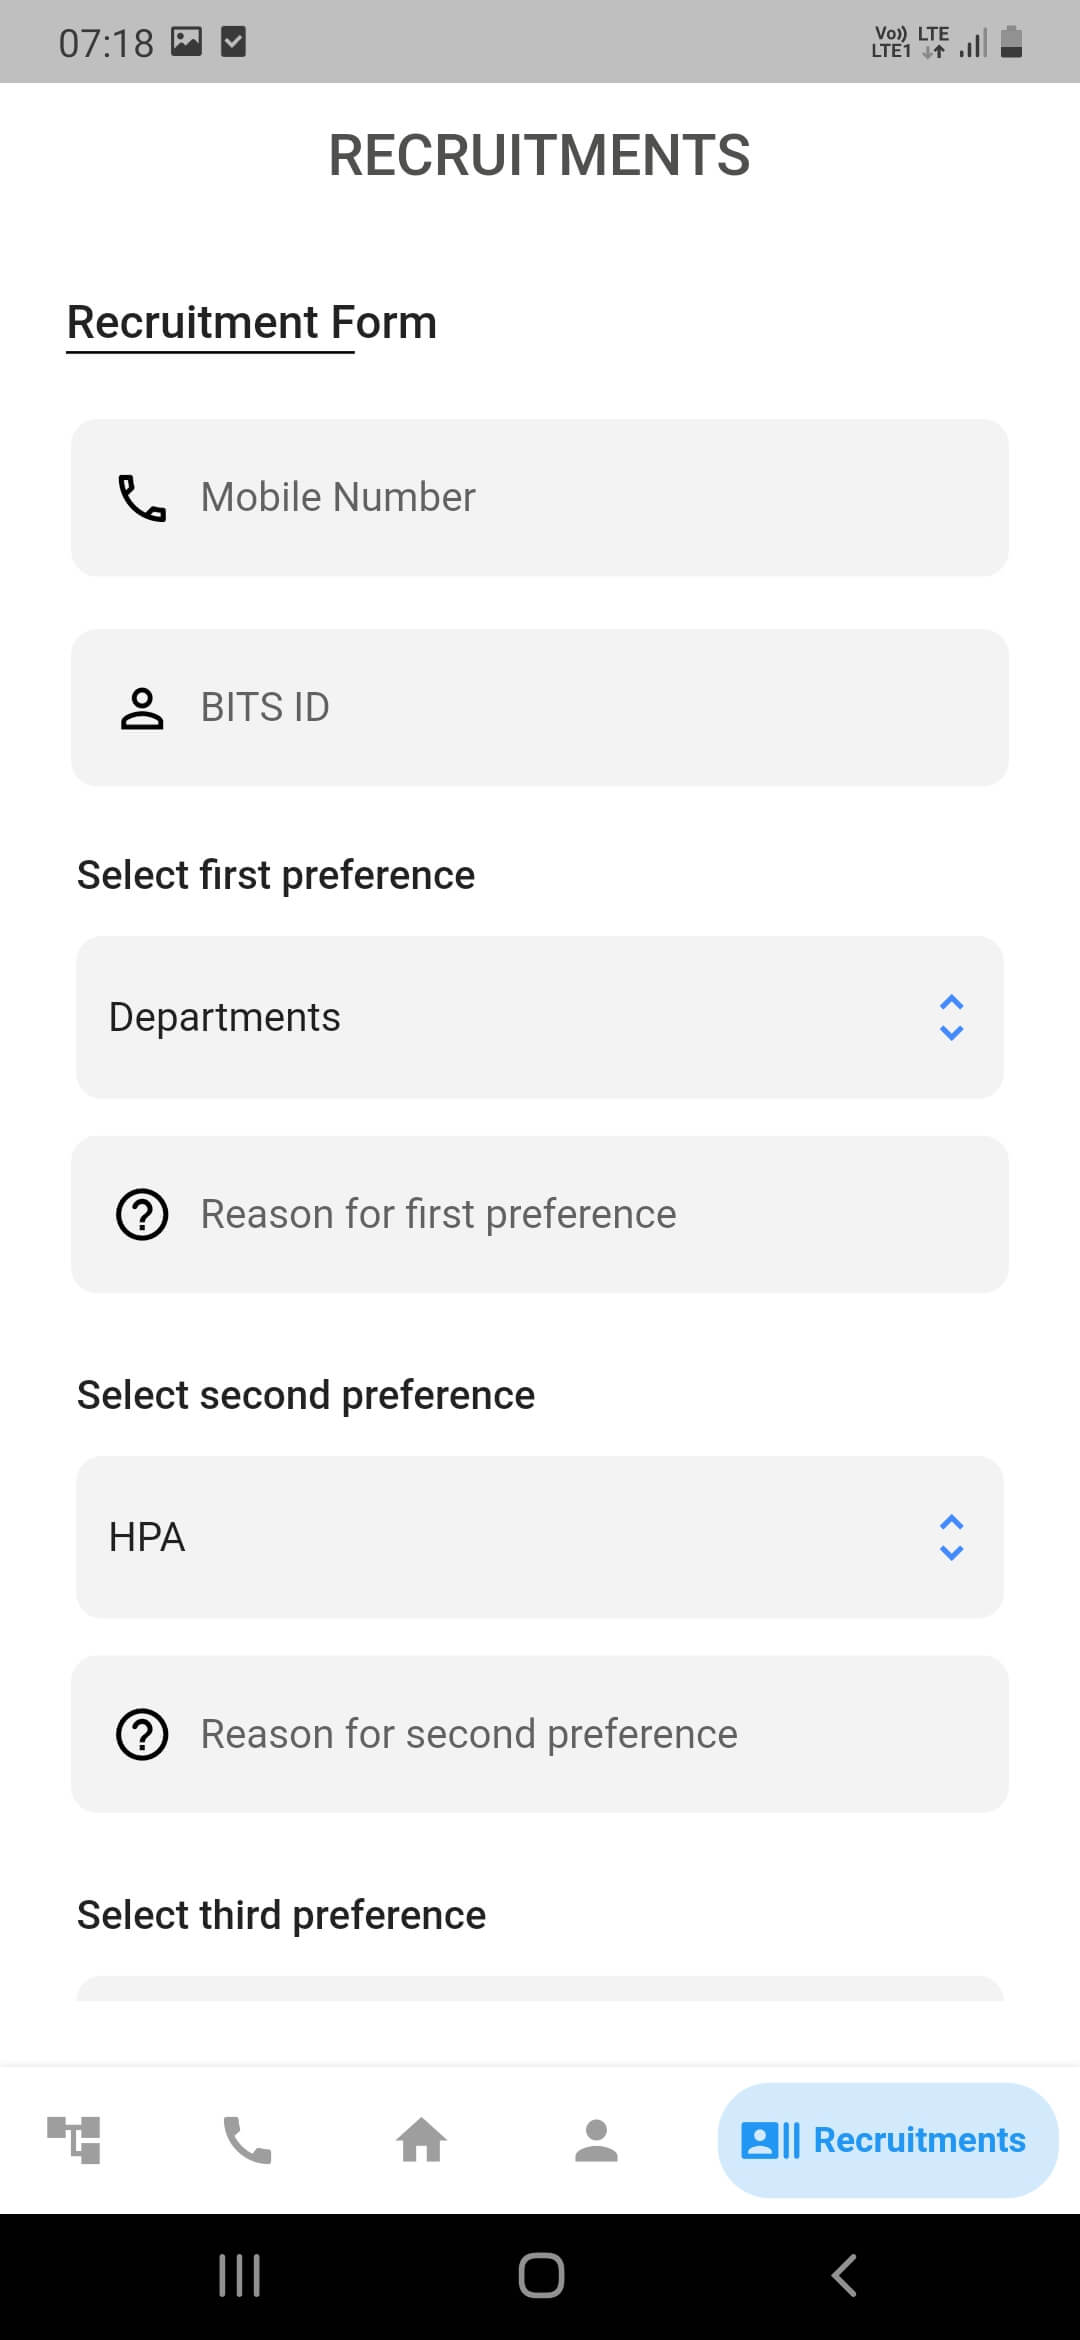 07:18
Vo)) LTE
LTE1
RECRUITMENTS
Recruitment Form
Mobile Number
BITS ID
Select first preference
Departments
Reason for first preference
Select second preference
HPA
Reason for second preference
Select third preference
Recruitments